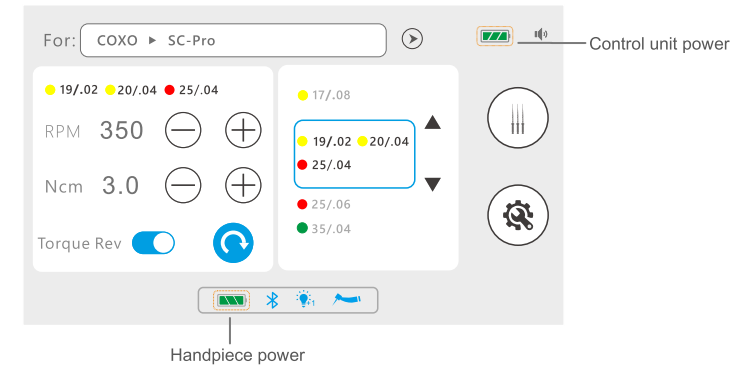 For: COXO ▶ SC-Pro
Control unit power
19/.02 20/.04 25/.04
RPM 350
Ncm 3.0
Torque Rev
17/.08
19/.02 20/.04
25/.04
25/.06
35/.04
+1
Handpiece power